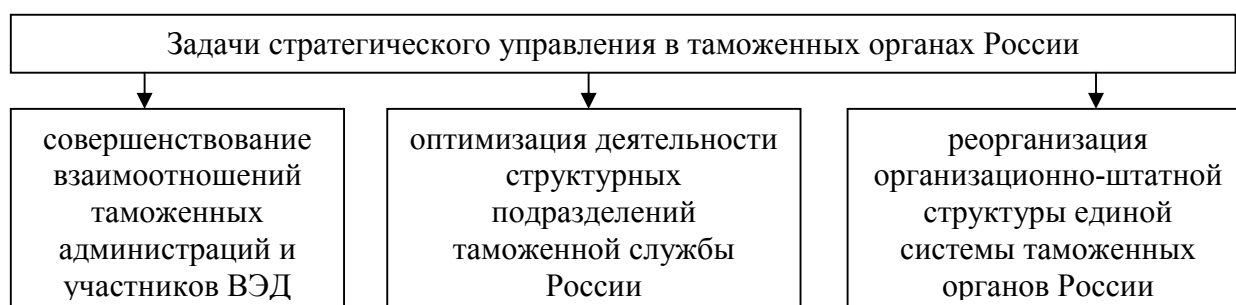 Задачи стратегического управления в таможенных органах России
совершенствование
взаимоотношений
таможенных
администраций и
участников ВЭД
оптимизация деятельности
структурных
подразделений
таможенной службы
России
реорганизация
организационно-штатной
структуры единой
системы таможенных
органов России